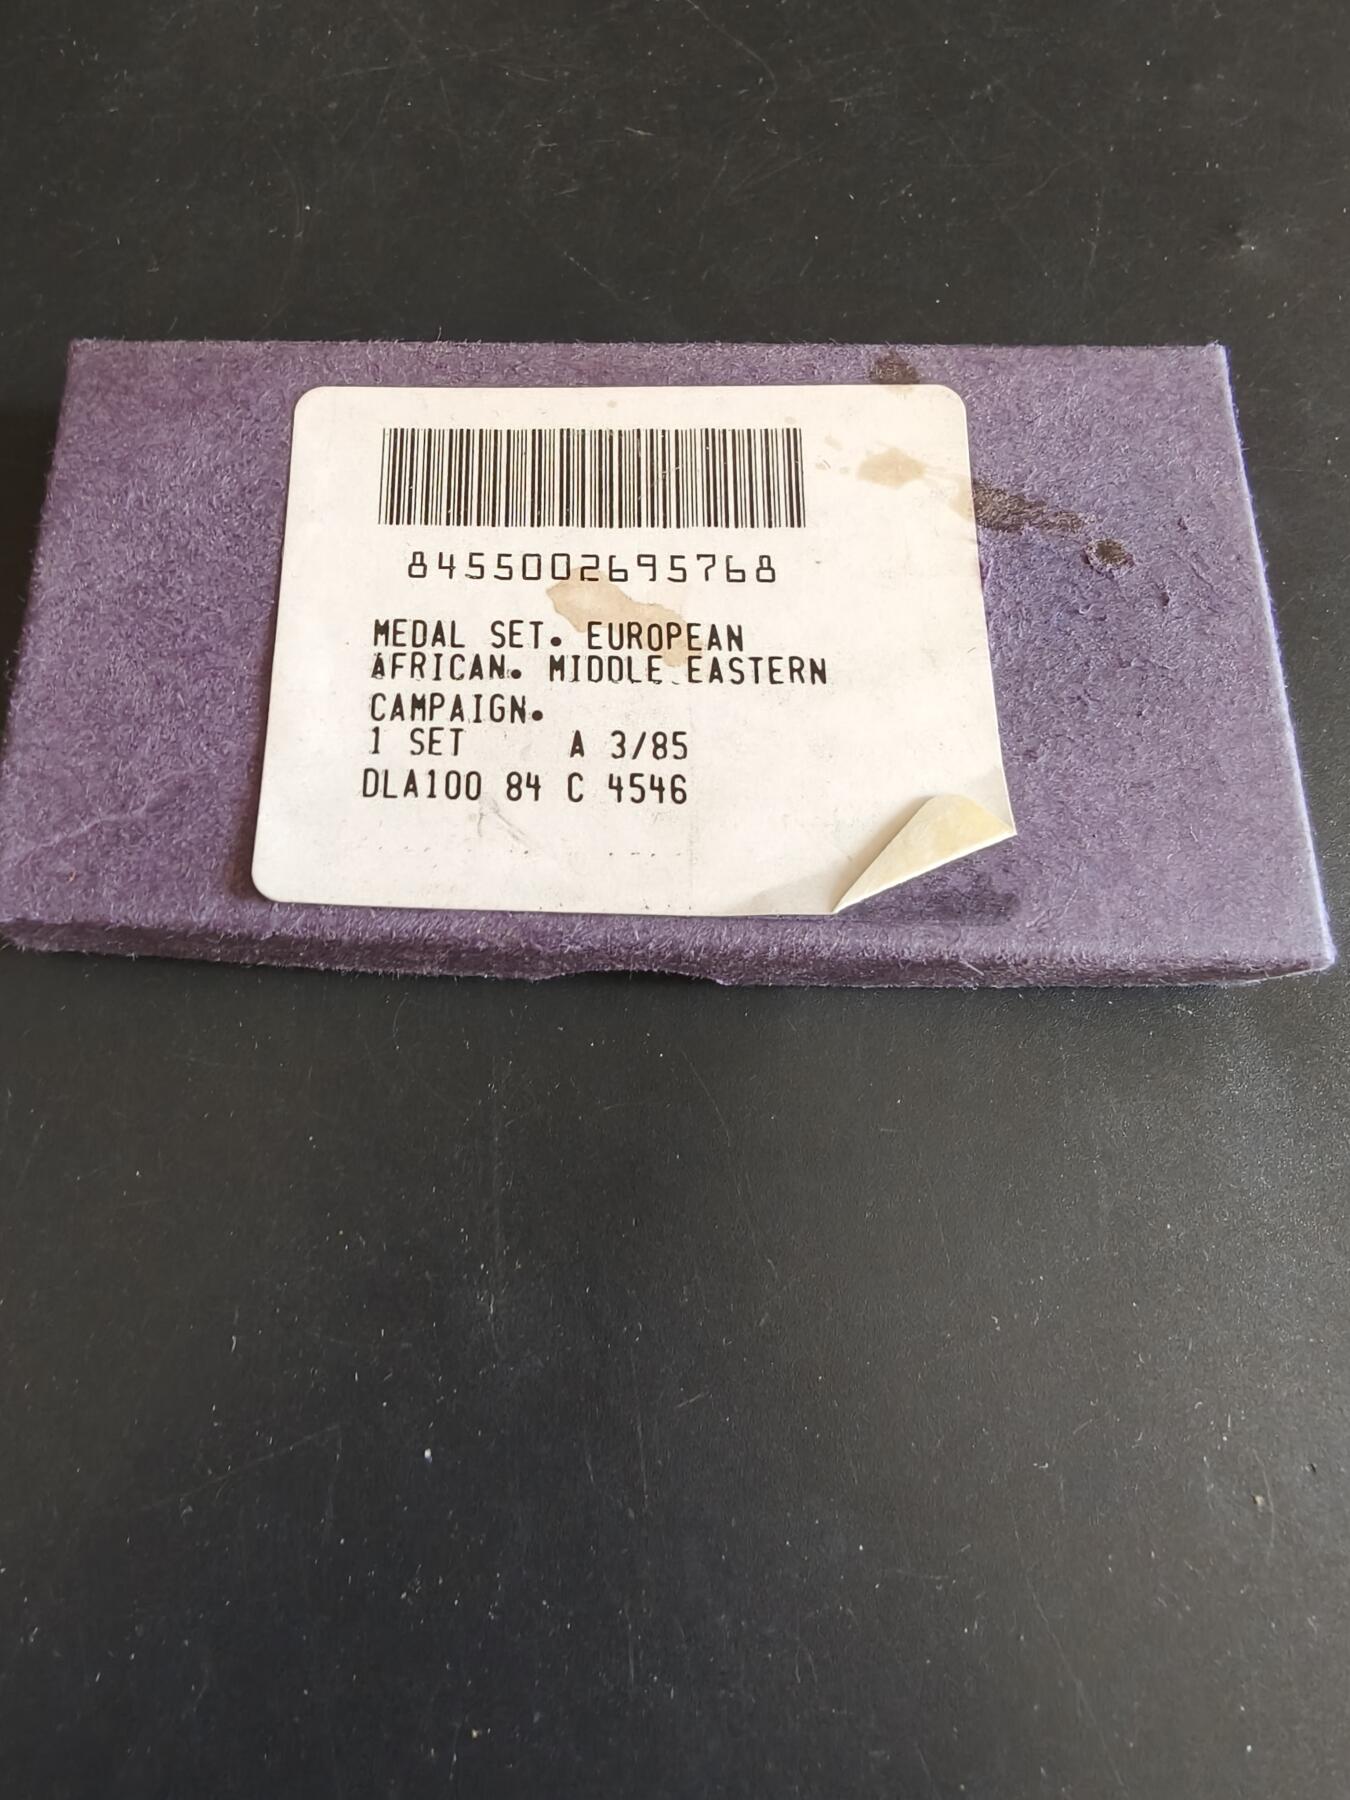 8455002695768
MEDAL SET. EUROPEAN
AFRICAN. MIDDLE EASTERN
CAMPAIGN.
1 SET A 3/85
DLA100 84 C 4546